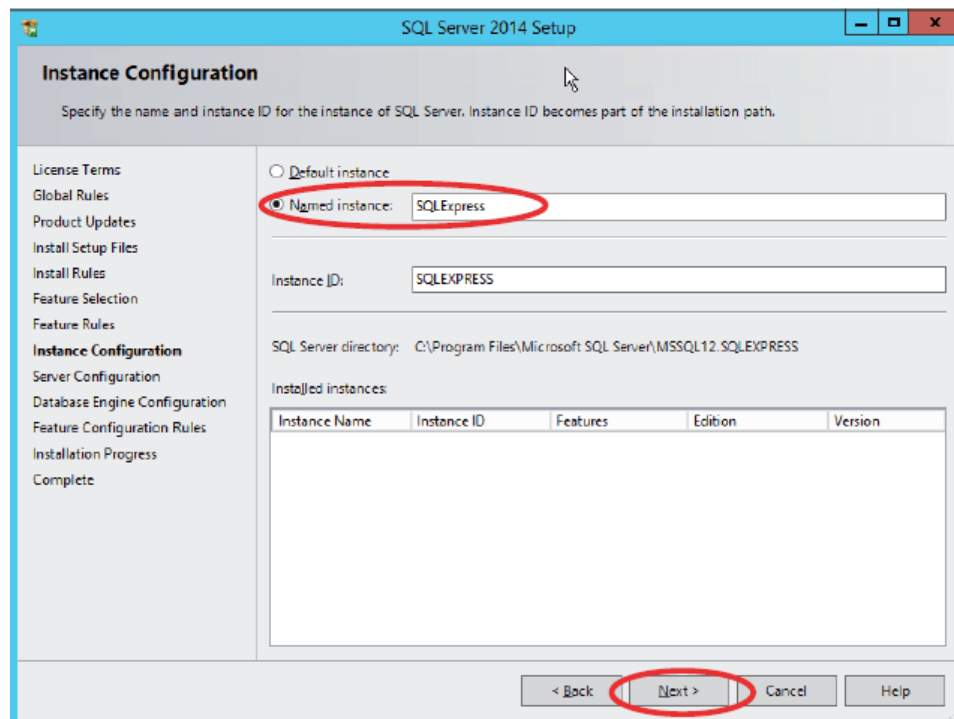 SQL Server 2014 Setup
Instance Configuration
Specify the name and instance ID for the instance of SQL Server. Instance ID becomes part of the installation path.
License Terms
Global Rules
Product Updates
Install Setup Files
Install Rules
Feature Selection
Feature Rules
Instance Configuration
Server Configuration
Database Engine Configuration
Feature Configuration Rules
Installation Progress
Complete
Default instance
Named instance: SQLExpress
Instance ID: SQLEXPRESS
SQL Server directory: C:\Program Files\Microsoft SQL Server\MSSQL12.SQLEXPRESS
Installed instances:
Instance Name Instance ID Features Edition Version
< Back Next > Cancel Help